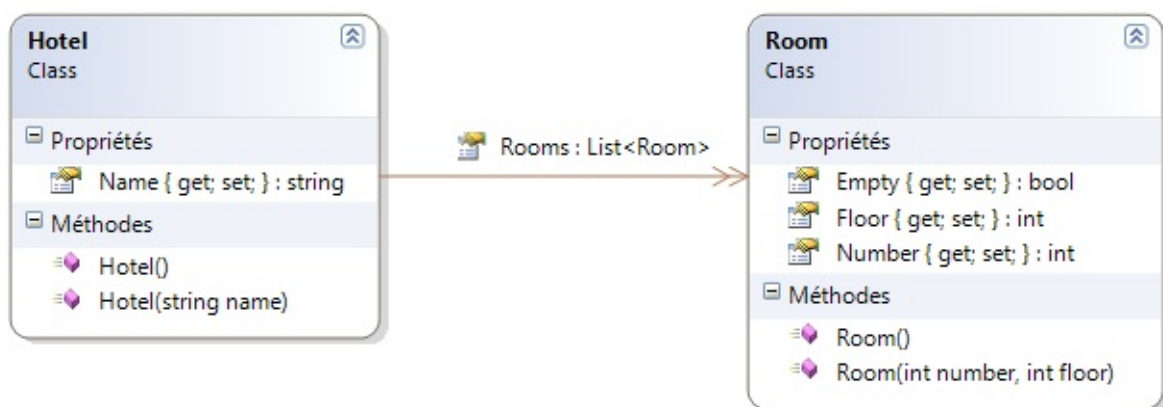 Hotel
Class
Propriétés
Name { get; set; } : string
Méthodes
Hotel()
Hotel(string name)
Rooms : List<Room>
Room
Class
Propriétés
Empty { get; set; } : bool
Floor { get; set; } : int
Number { get; set; } : int
Méthodes
Room()
Room(int number, int floor)